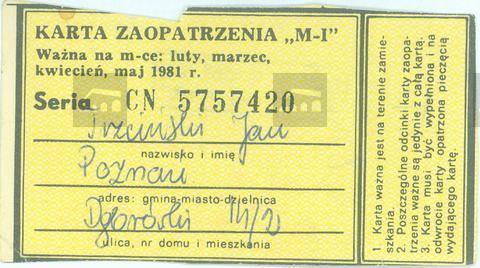 KARTA ZAOPATRZENIA „M-I”
Ważna na m-ce: luty, marzec,
kwiecień, maj 1981 r.
Seria CN 5757420
Trzciński Jan
nazwisko i imię
Poznań
adres: gmina-miasto-dzielnica
14/2
ulica, nr domu i mieszkania
1. Karta ważna jest na terenie zamie-
szkania.
2. Poszczególne odcinki karty zaopa-
trzenia ważne są jedynie z całą kartą.
3. Karta musi być wypełniona i na
odwrocie karty opatrzona pieczęcią
wydającego kartę.